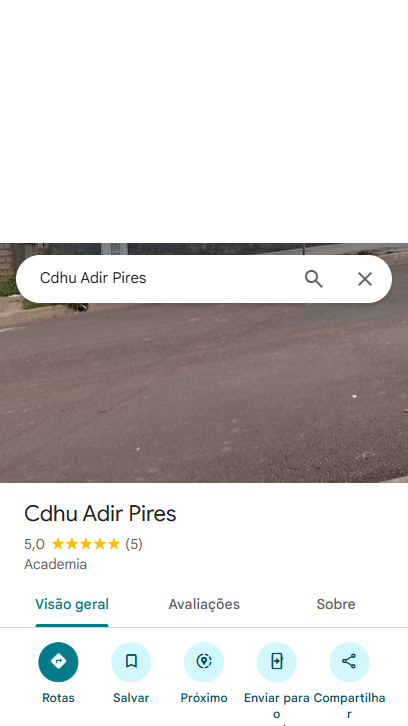 Cdhu Adir Pires
Cdhu Adir Pires
5,0 ★★★★★ (5)
Academia
Visão geral Avaliações Sobre
Rotas Salvar Próximo Enviar para Compartilha
o r